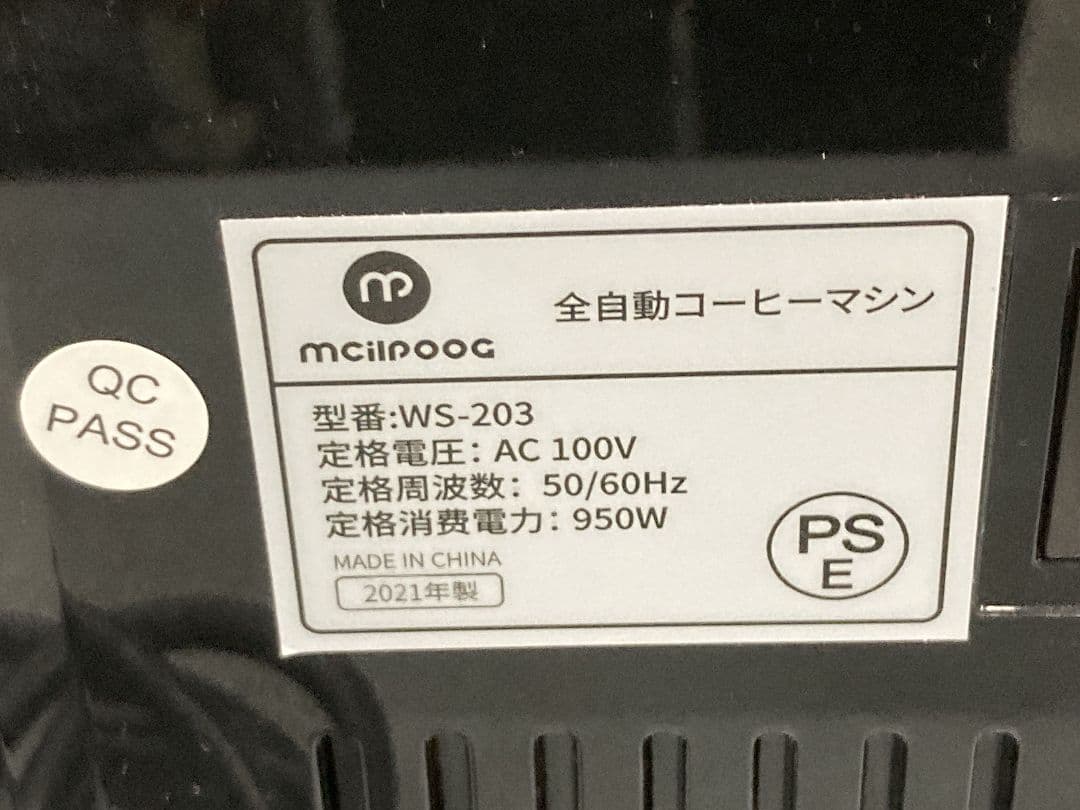 QC
PASS
m
mcilpoog
全自動コーヒーマシン
型番:WS-203
定格電圧：AC 100V
定格周波数：50/60Hz
定格消費電力：950W
MADE IN CHINA
2021年製
PS
E